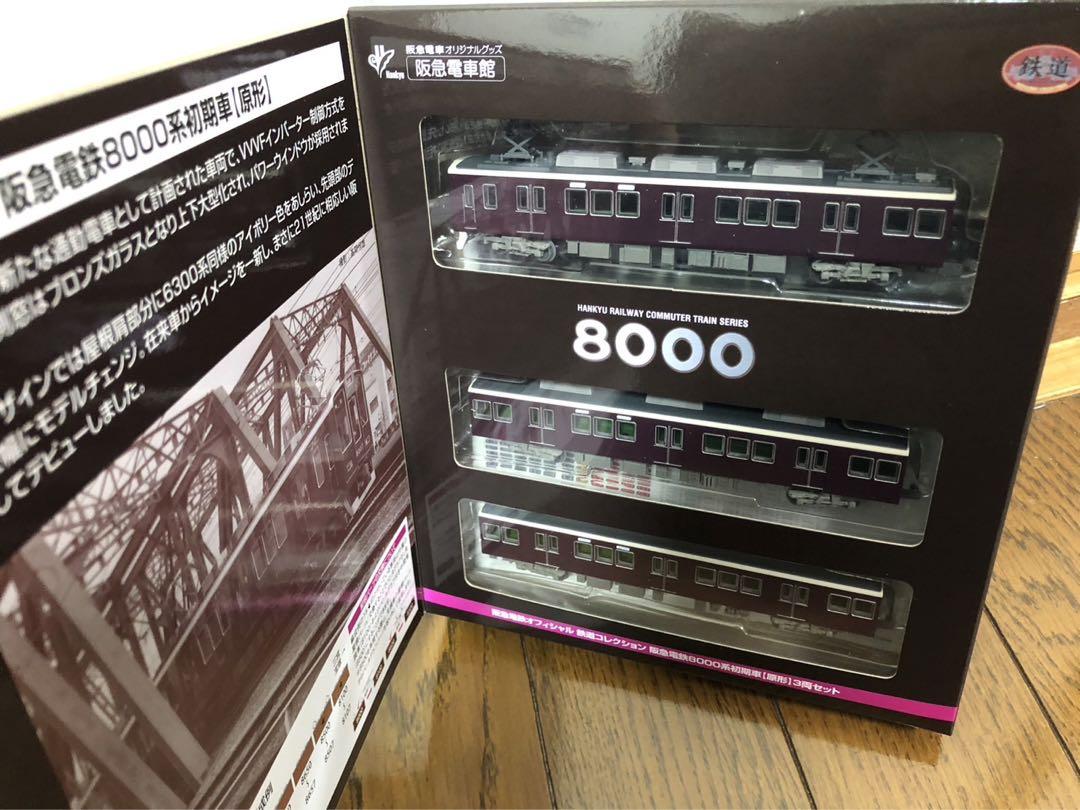 阪急電鉄8000系初期車【原形】
新たな通勤電車として計画された車両で、VVVFインバーター制御方式を
側窓はブロンズガラスとなり上下大型化され、パワーウインドウが採用されま
ザインでは屋根肩部分に6300系同様のアイボリー色をあしらい、先頭部のデ
幅にモデルチェンジ。在来車からイメージを一新し、まさに21世紀に相応しい阪
してデビューしました。
Hankyu
阪急電車オリジナルグッズ
阪急電車館
鉄道
HANKYU RAILWAY COMMUTER TRAIN SERIES
8000
阪急電鉄オフィシャル 鉄道コレクション 阪急電鉄8000系初期車【原形】3両セット
成例